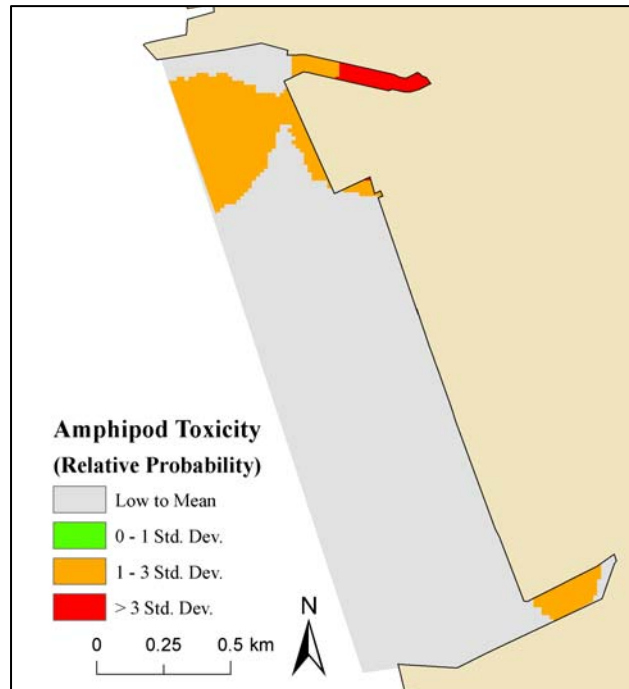 Amphipod Toxicity
(Relative Probability)
Low to Mean
0 - 1 Std. Dev.
1 - 3 Std. Dev.
> 3 Std. Dev.
N
0 0.25 0.5 km